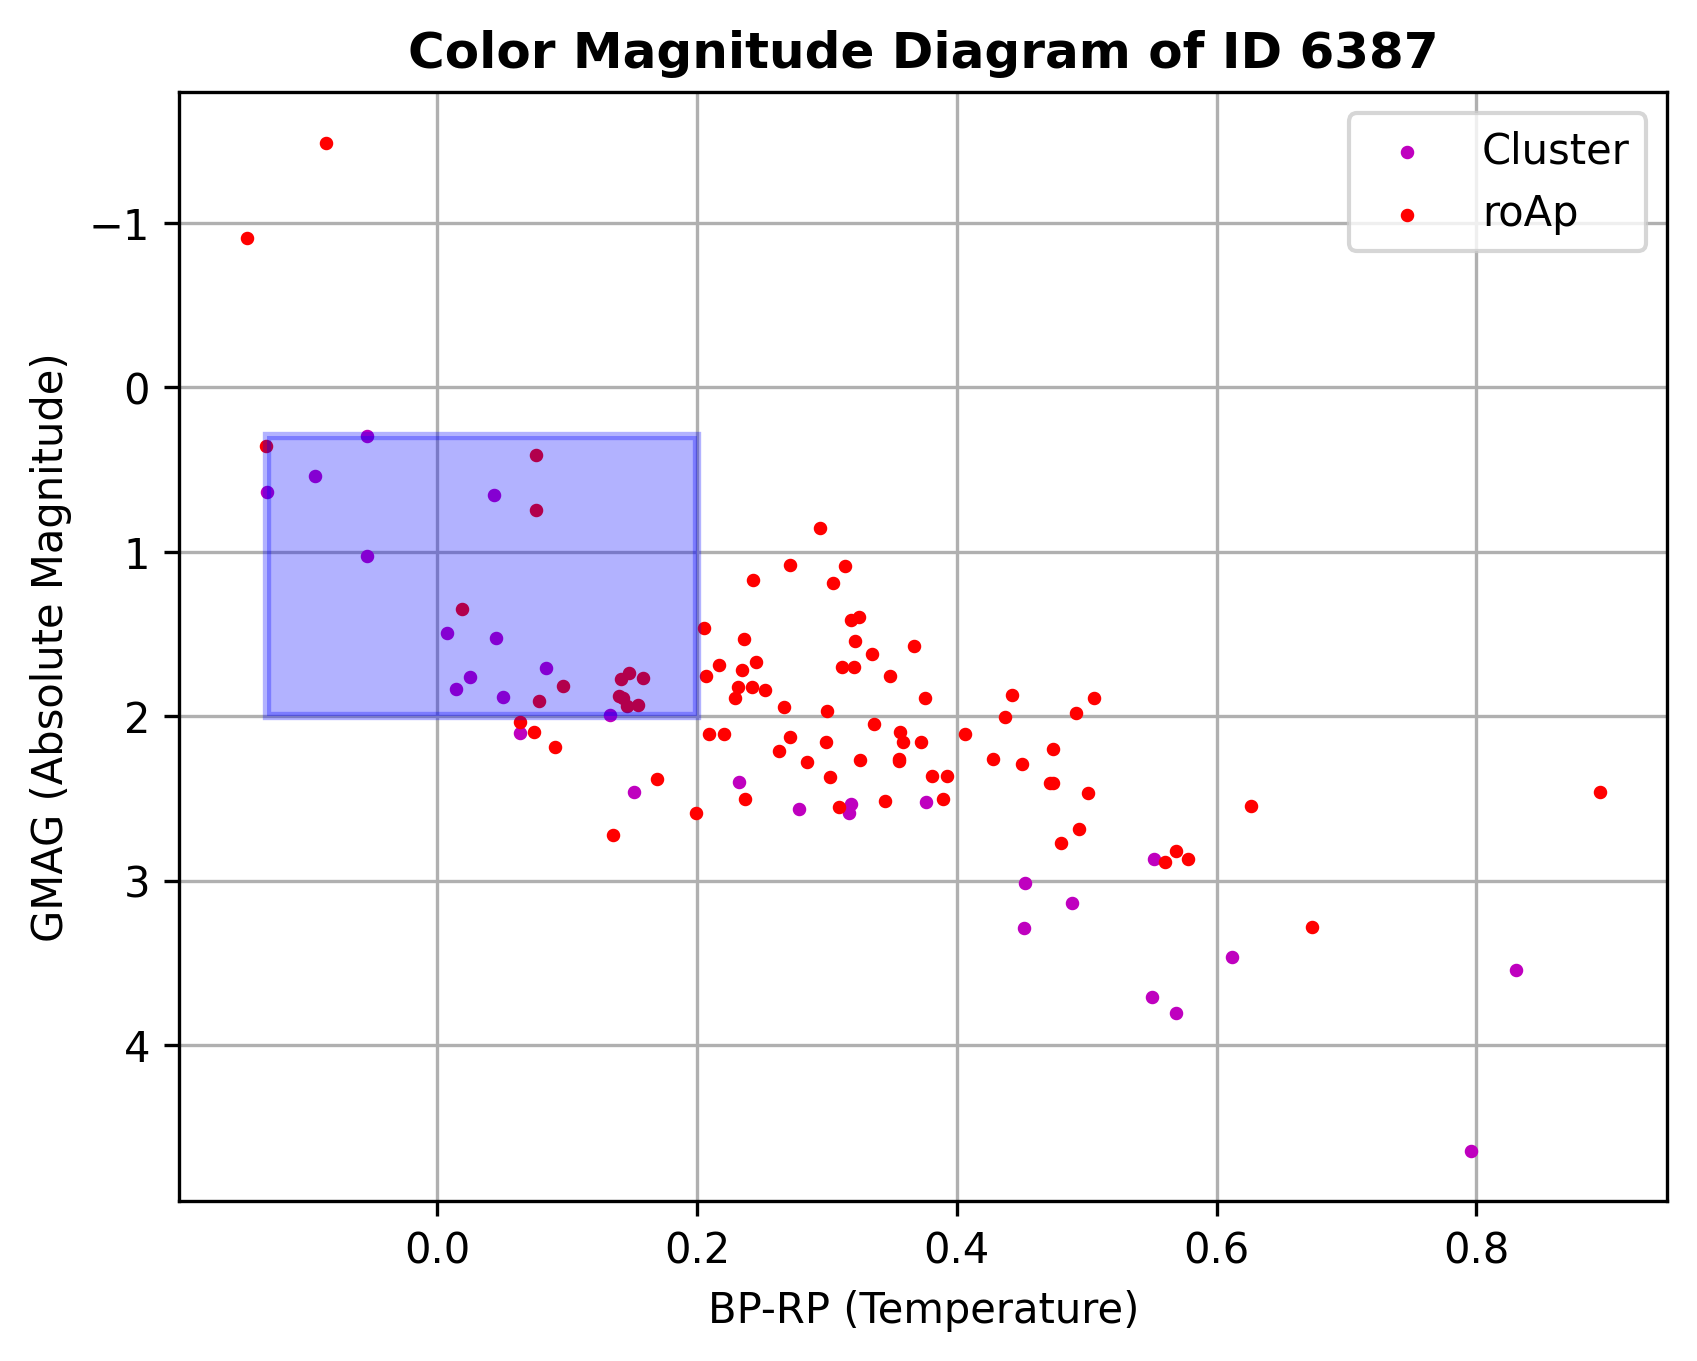 Color Magnitude Diagram of ID 6387
Cluster
roAp
−1
0
1
2
3
4
GMAG (Absolute Magnitude)
0.0 0.2 0.4 0.6 0.8
BP-RP (Temperature)